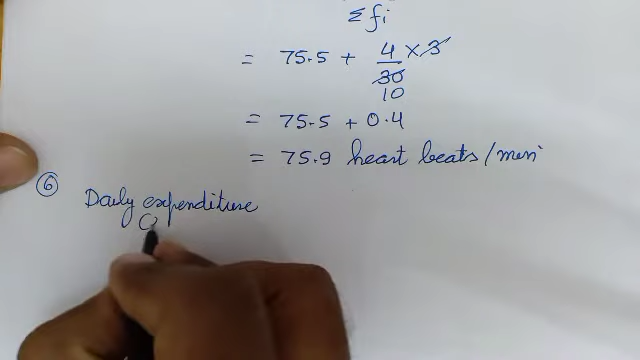 Σfi
= 75.5 + 4/30 × 3
10
= 75.5 + 0.4
= 75.9 heart beats/min
⑥ Daily expenditure
(